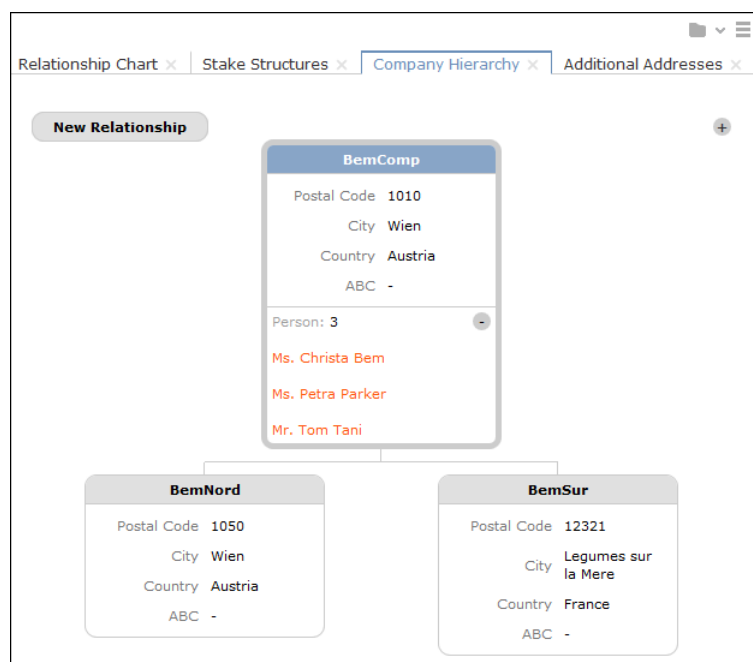 Relationship Chart × Stake Structures × Company Hierarchy × Additional Addresses ×
New Relationship +
BemComp
Postal Code 1010
City Wien
Country Austria
ABC -
Person: 3 -
Ms. Christa Bem
Ms. Petra Parker
Mr. Tom Tani
BemNord
Postal Code 1050
City Wien
Country Austria
ABC -
BemSur
Postal Code 12321
City Legumes sur
la Mere
Country France
ABC -